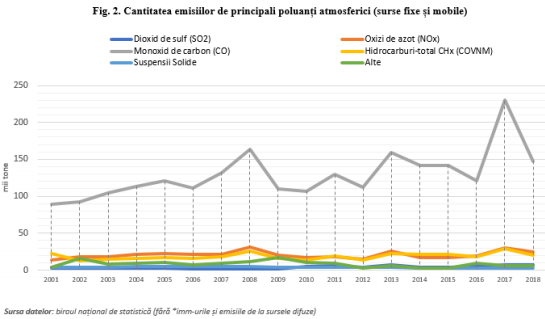 Fig. 2. Cantitatea emisiilor de principali poluanți atmosferici (surse fixe și mobile)
Dioxid de sulf (SO2) Oxizi de azot (NOx)
Monoxid de carbon (CO) Hidrocarburi-total CHx (COVNM)
Suspensii Solide Alte
250
200
150
100
50
0
mii tone
2001 2002 2003 2004 2005 2006 2007 2008 2009 2010 2011 2012 2013 2014 2015 2016 2017 2018
Sursa datelor: biroul național de statistică (fără *imm-urile și emisiile de la sursele difuze)